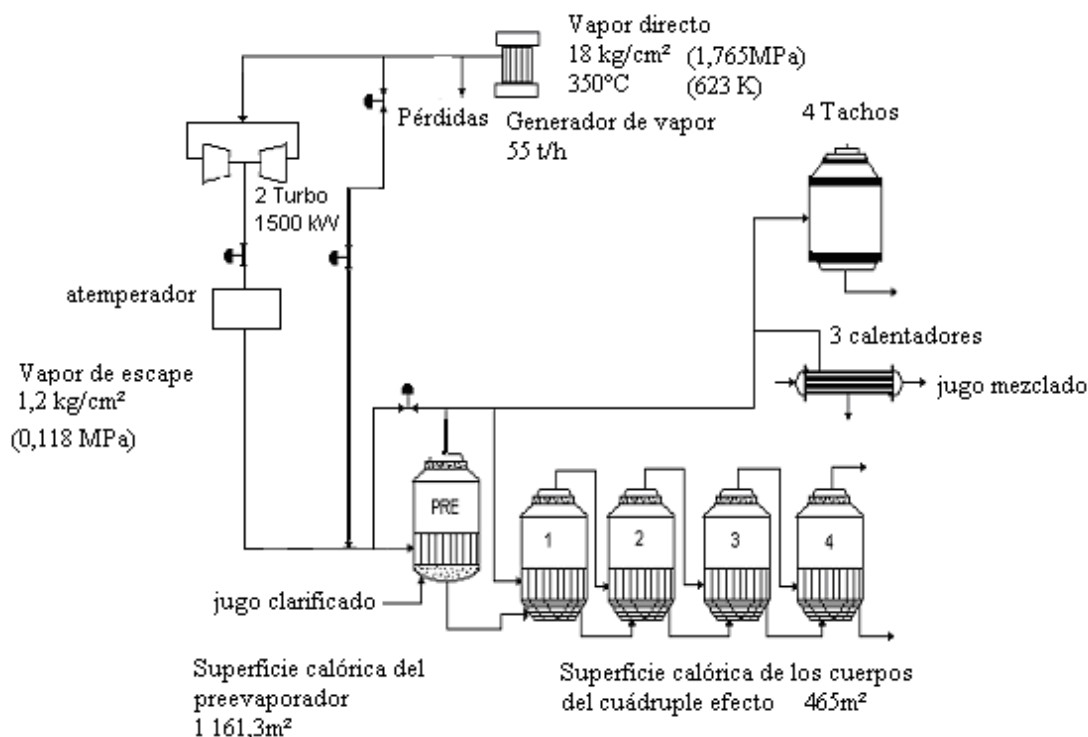 Vapor directo
18 kg/cm² (1,765MPa)
350°C (623 K)
Pérdidas
Generador de vapor
55 t/h
4 Tachos
2 Turbo
1500 kW
atemperador
3 calentadores
Vapor de escape
1,2 kg/cm²
(0,118 MPa)
jugo mezclado
PRE
1
2
3
4
jugo clarificado
Superficie calórica del
preevaporador
1 161,3m²
Superficie calórica de los cuerpos
del cuádruple efecto 465m²